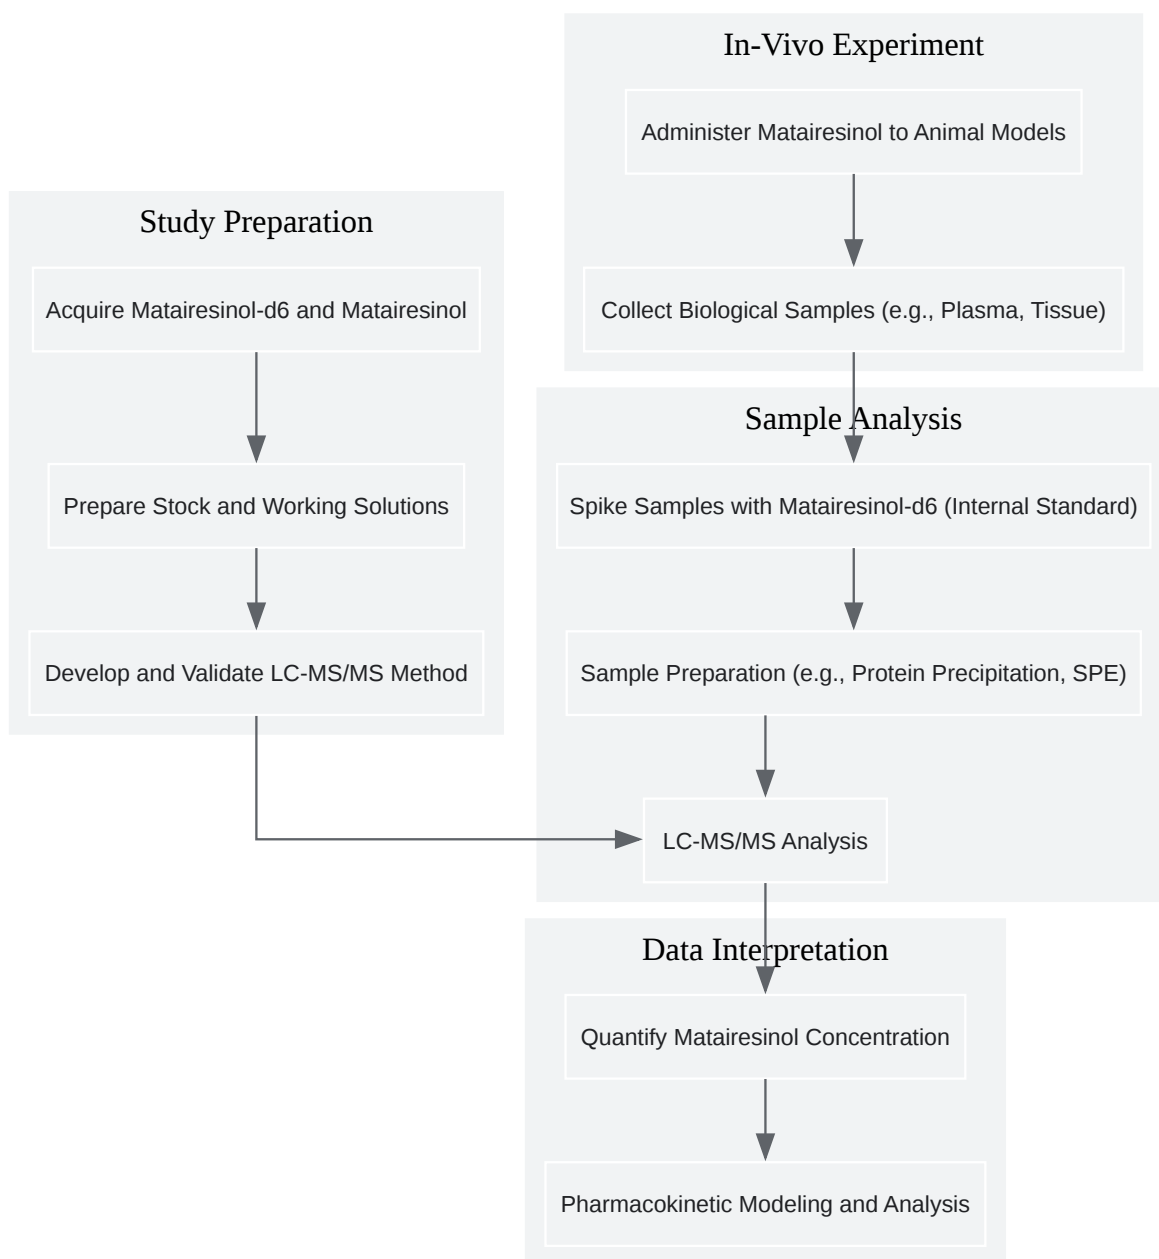 In-Vivo Experiment
Administer Matairesinol to Animal Models
Collect Biological Samples (e.g., Plasma, Tissue)
Study Preparation
Acquire Matairesinol-d6 and Matairesinol
Prepare Stock and Working Solutions
Develop and Validate LC-MS/MS Method
Sample Analysis
Spike Samples with Matairesinol-d6 (Internal Standard)
Sample Preparation (e.g., Protein Precipitation, SPE)
LC-MS/MS Analysis
Data Interpretation
Quantify Matairesinol Concentration
Pharmacokinetic Modeling and Analysis